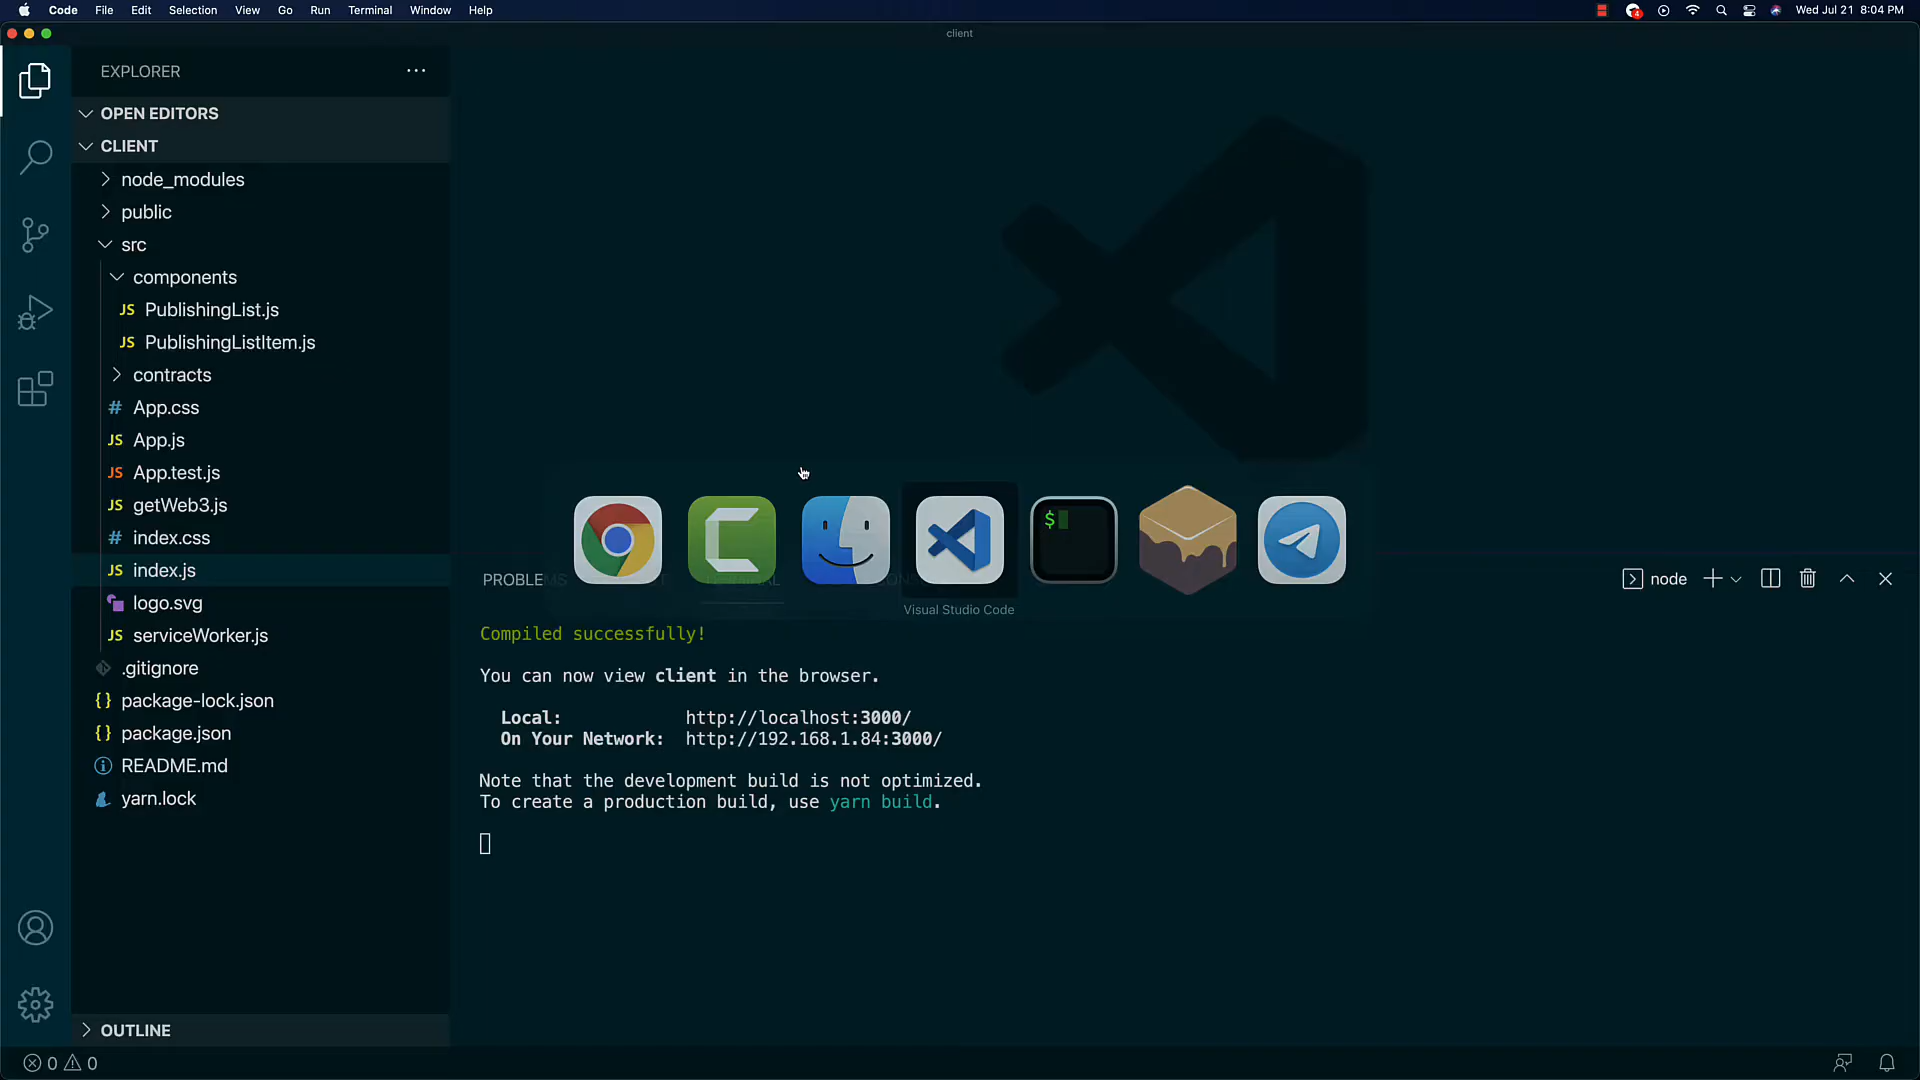 Code File Edit Selection View Go Run Terminal Window Help
4
Wed Jul 21 8:04 PM
client
EXPLORER
OPEN EDITORS
CLIENT
node_modules
public
src
components
JS PublishingList.js
JS PublishingListItem.js
contracts
# App.css
JS App.js
JS App.test.js
JS getWeb3.js
# index.css
JS index.js
logo.svg
JS serviceWorker.js
.gitignore
{} package-lock.json
{} package.json
README.md
yarn.lock
OUTLINE
0 0
$
Visual Studio Code
PROBLEMS
node
Compiled successfully!
You can now view client in the browser.
Local: http://localhost:3000/
On Your Network: http://192.168.1.84:3000/
Note that the development build is not optimized.
To create a production build, use yarn build.